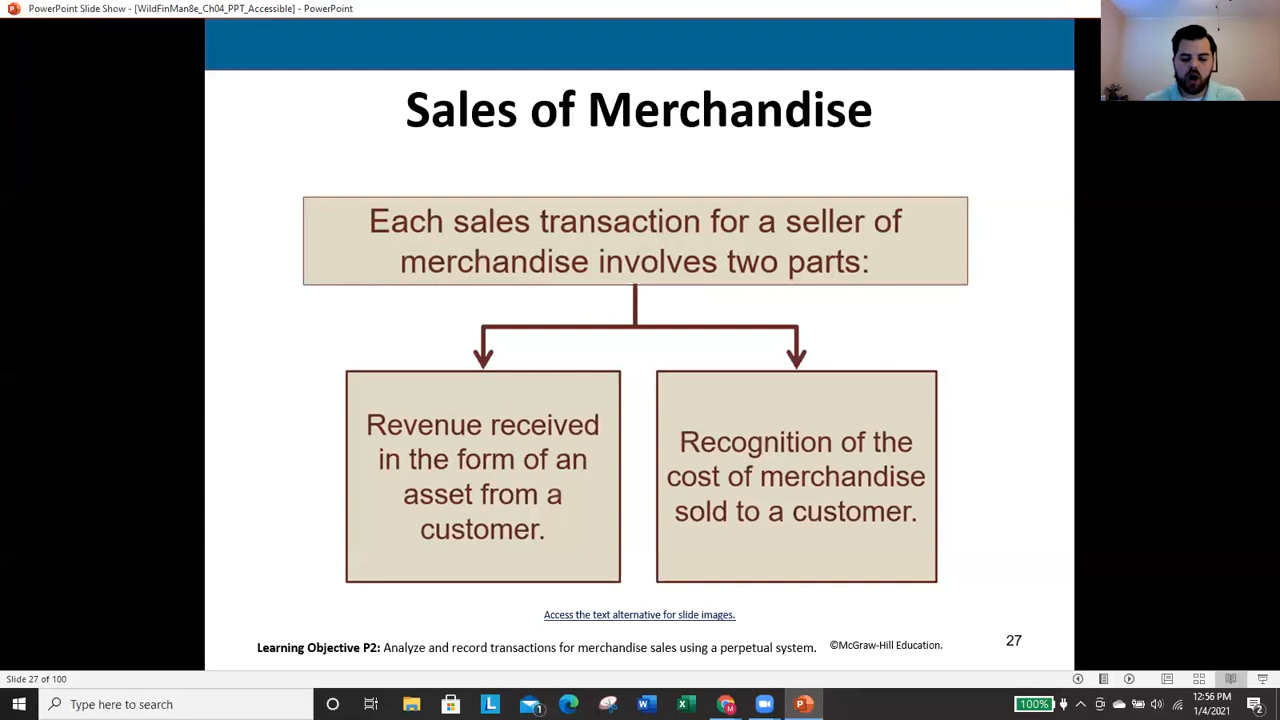 PowerPoint Slide Show - [WildFinMan8e_Ch04_PPT_Accessible] - PowerPoint
Sales of Merchandise
Each sales transaction for a seller of
merchandise involves two parts:
Revenue received
in the form of an
asset from a
customer.
Recognition of the
cost of merchandise
sold to a customer.
Access the text alternative for slide images.
Learning Objective P2: Analyze and record transactions for merchandise sales using a perpetual system.
©McGraw-Hill Education.
27
Slide 27 of 100
Type here to search
100%
12:56 PM
1/4/2021